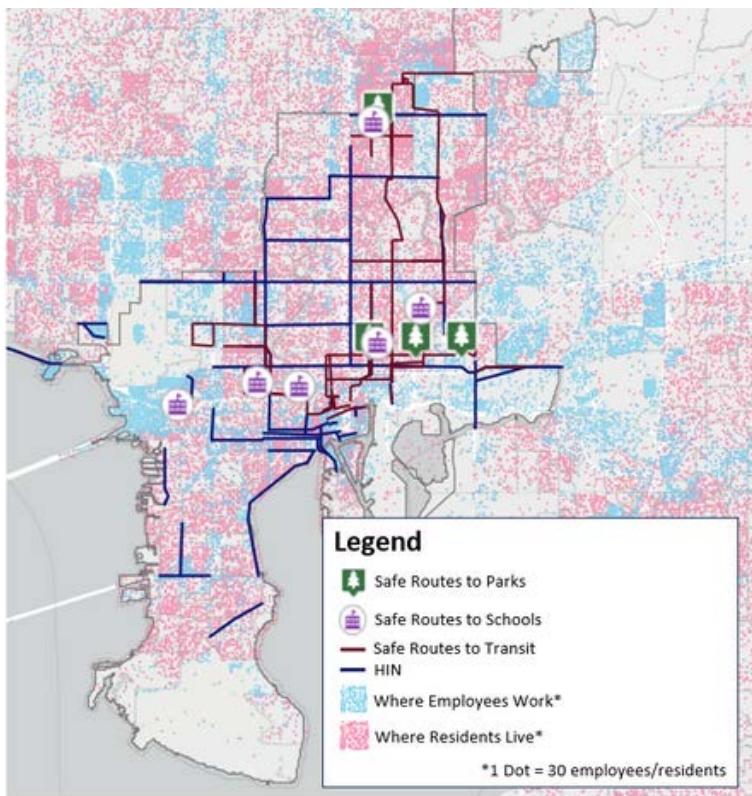 Legend
Safe Routes to Parks
Safe Routes to Schools
Safe Routes to Transit
HIN
Where Employees Work*
Where Residents Live*
*1 Dot = 30 employees/residents